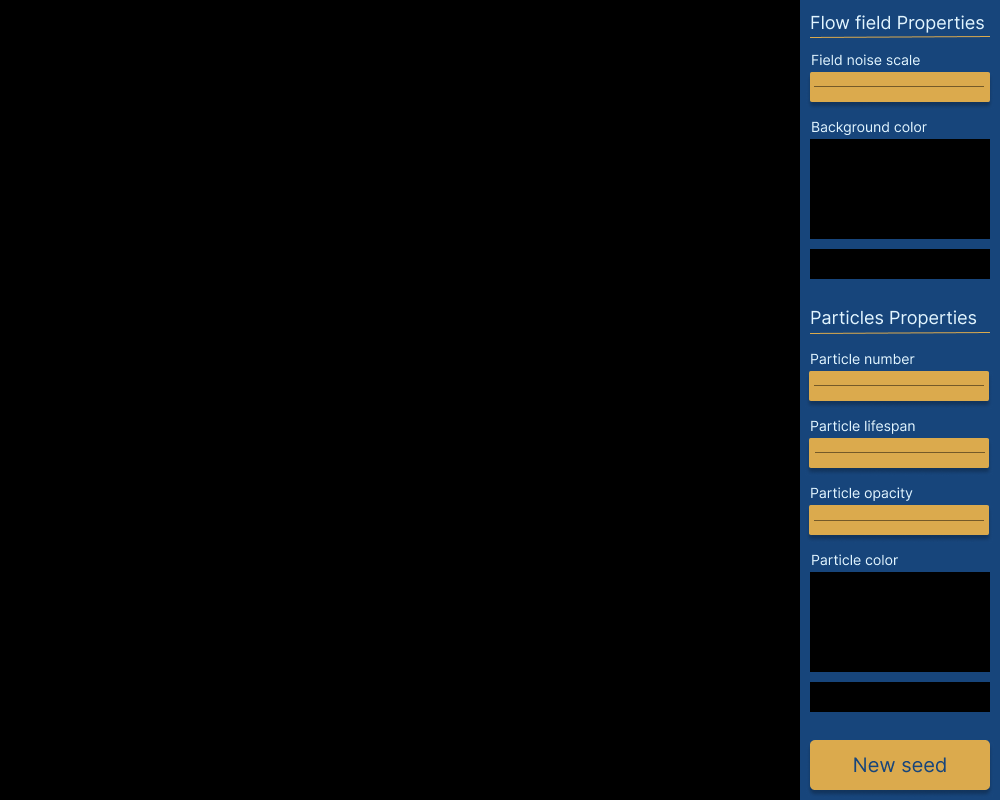 Flow field Properties
Field noise scale
Background color
Particles Properties
Particle number
Particle lifespan
Particle opacity
Particle color
New seed